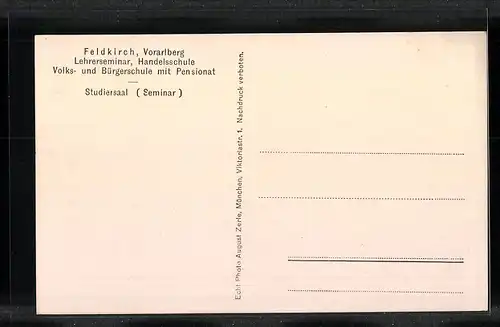 Feldkirch, Vorarlberg
Lehrerseminar, Handelsschule
Volks- und Bürgerschule mit Pensionat
Studiersaal (Seminar)
Echt Photo August Zerle, München, Viktoriastr. 1. Nachdruck verboten.